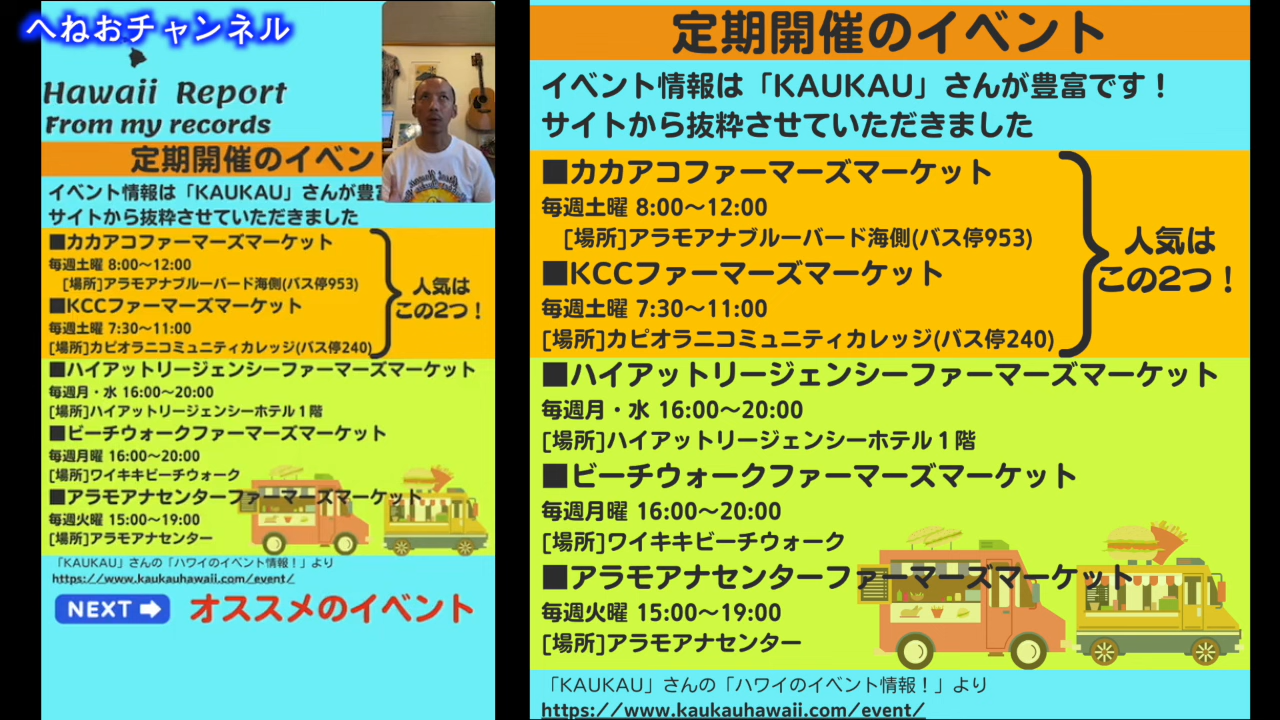 へねおチャンネル
Hawaii Report
From my records
定期開催のイベン
イベント情報は「KAUKAU」さんが豊
サイトから抜粋させていただきました
■カカアコファーマーズマーケット
毎週土曜 8:00〜12:00
[場所]アラモアナブルーバード海側(バス停953)
■KCCファーマーズマーケット
毎週土曜 7:30〜11:00
[場所]カピオラニコミュニティカレッジ(バス停240)
人気は
この2つ！
■ハイアットリージェンシーファーマーズマーケット
毎週月・水 16:00〜20:00
[場所]ハイアットリージェンシーホテル１階
■ビーチウォークファーマーズマーケット
毎週月曜 16:00〜20:00
[場所]ワイキキビーチウォーク
■アラモアナセンターファーマーズマーケット
毎週火曜 15:00〜19:00
[場所]アラモアナセンター
「KAUKAU」さんの「ハワイのイベント情報！」より
https://www.kaukauhawaii.com/event/
NEXT オススメのイベント
定期開催のイベント
イベント情報は「KAUKAU」さんが豊富です！
サイトから抜粋させていただきました
■カカアコファーマーズマーケット
毎週土曜 8:00〜12:00
[場所]アラモアナブルーバード海側(バス停953)
■KCCファーマーズマーケット
毎週土曜 7:30〜11:00
[場所]カピオラニコミュニティカレッジ(バス停240)
人気は
この2つ！
■ハイアットリージェンシーファーマーズマーケット
毎週月・水 16:00〜20:00
[場所]ハイアットリージェンシーホテル１階
■ビーチウォークファーマーズマーケット
毎週月曜 16:00〜20:00
[場所]ワイキキビーチウォーク
■アラモアナセンターファーマーズマーケット
毎週火曜 15:00〜19:00
[場所]アラモアナセンター
「KAUKAU」さんの「ハワイのイベント情報！」より
https://www.kaukauhawaii.com/event/